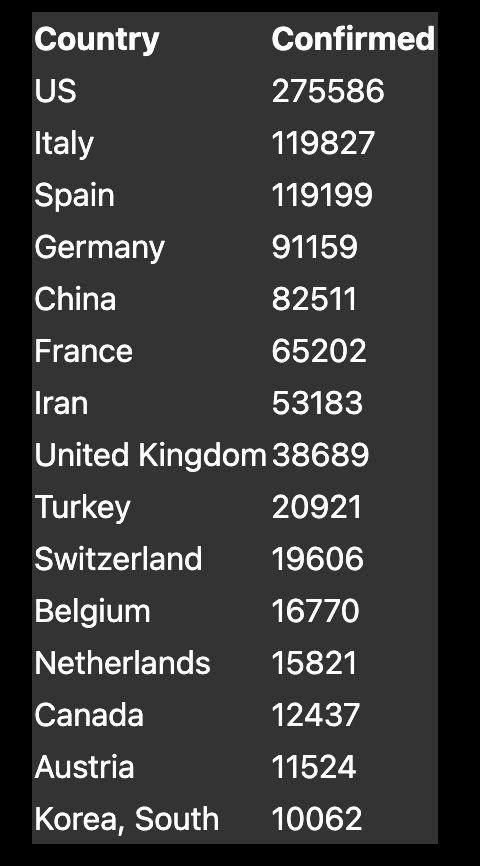 Country Confirmed
US 275586
Italy 119827
Spain 119199
Germany 91159
China 82511
France 65202
Iran 53183
United Kingdom 38689
Turkey 20921
Switzerland 19606
Belgium 16770
Netherlands 15821
Canada 12437
Austria 11524
Korea, South 10062